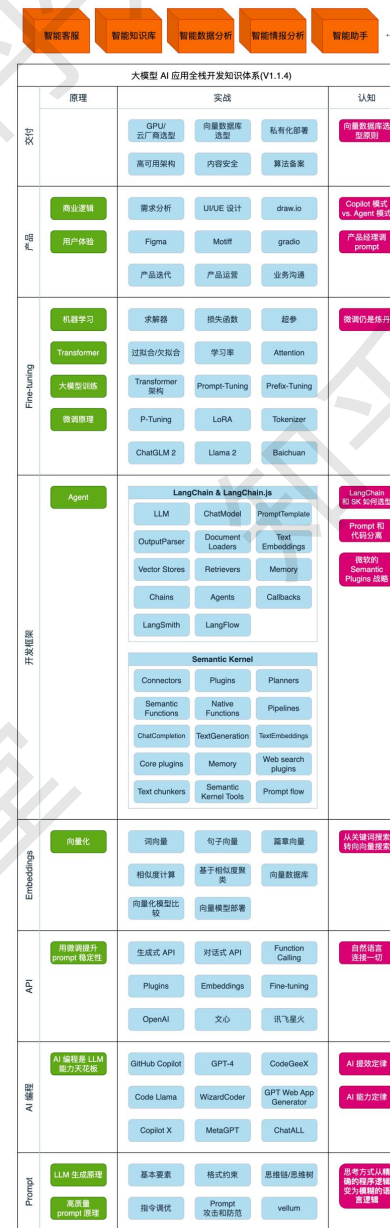 智能客服
智能知识库
智能数据分析
智能情报分析
智能助手
大模型 AI 应用全栈开发知识体系(V1.1.4)
原理
实战
认知
交付
GPU/
云厂商选型
向量数据库
选型
私有化部署
向量数据库选
型原则
高可用架构
内容安全
算法备案
产品
商业逻辑
需求分析
UI/UE 设计
draw.io
Copilot 模式
vs. Agent 模式
用户体验
Figma
Motiff
gradio
产品经理调
prompt
产品迭代
产品运营
业务沟通
Fine-tuning
机器学习
求解器
损失函数
超参
微调仍是炼丹
Transformer
过拟合/欠拟合
学习率
Attention
大模型训练
Transformer
架构
Prompt-Tuning
Prefix-Tuning
微调原理
P-Tuning
LoRA
Tokenizer
ChatGLM 2
Llama 2
Baichuan
开发框架
Agent
LangChain & LangChain.js
LangChain
和 SK 如何选型
LLM
ChatModel
PromptTemplate
Prompt 和
代码分离
OutputParser
Document
Loaders
Text
Embeddings
微软的
Semantic
Plugins 战略
Vector Stores
Retrievers
Memory
Chains
Agents
Callbacks
LangSmith
LangFlow
Semantic Kernel
Connectors
Plugins
Planners
Semantic
Functions
Native
Functions
Pipelines
ChatCompletion
TextGeneration
TextEmbeddings
Core plugins
Memory
Web search
plugins
Text chunkers
Semantic
Kernel Tools
Prompt flow
Embeddings
向量化
词向量
句子向量
篇章向量
从关键词搜索
转向向量搜索
相似度计算
基于相似度聚
类
向量数据库
向量化模型比
较
向量模型部署
API
用微调提升
prompt 稳定性
生成式 API
对话式 API
Function
Calling
自然语言
连接一切
Plugins
Embeddings
Fine-tuning
OpenAI
文心
讯飞星火
AI 编程
AI 编程是 LLM
能力天花板
GitHub Copilot
GPT-4
CodeGeeX
AI 提效定律
Code Llama
WizardCoder
GPT Web App
Generator
AI 能力定律
Copilot X
MetaGPT
ChatALL
Prompt
LLM 生成原理
基本要素
格式约束
思维链/思维树
思考方式从精
确的程序逻辑
变为模糊的语
言逻辑
高质量
prompt 原理
指令调优
Prompt
攻击和防范
vellum